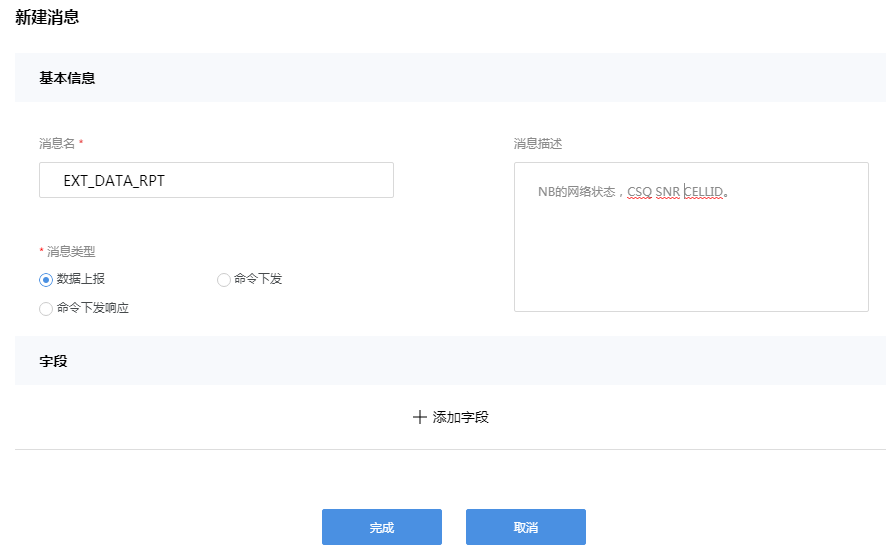 新建消息
基本信息
消息名 *
消息描述
EXT_DATA_RPT
NB的网络状态，CSQ SNR CELLID。
* 消息类型
数据上报
命令下发
命令下发响应
字段
添加字段
完成
取消